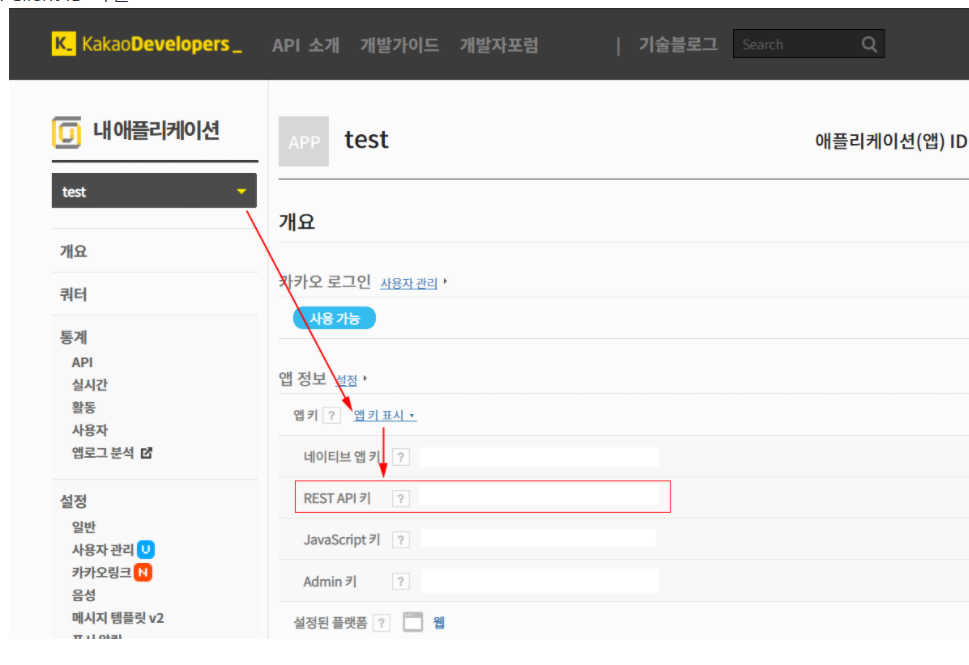 KakaoDevelopers_ API 소개 개발가이드 개발자포럼 | 기술블로그 Search
내 애플리케이션
test
개요
쿼터
통계
API
실시간
활동
사용자
앱로그 분석
설정
일반
사용자 관리 U
카카오링크 N
음성
메시지 템플릿 v2
APP test 애플리케이션(앱) ID
개요
카카오 로그인 사용자 관리
사용 가능
앱 정보 설정
앱 키 ? 앱 키 표시
네이티브 앱 키 ?
REST API 키 ?
JavaScript 키 ?
Admin 키 ?
설정된 플랫폼 ? 웹